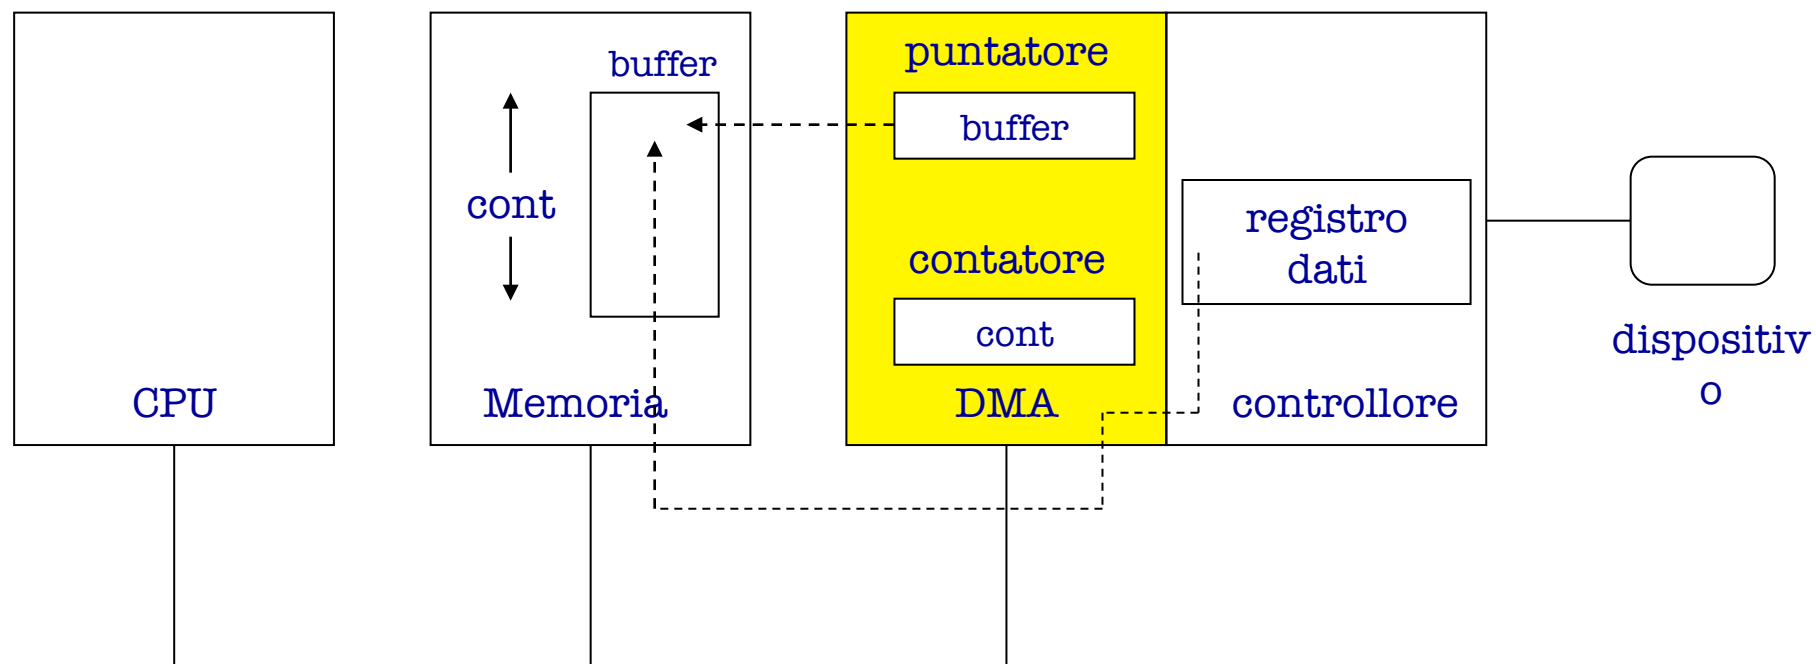 CPU
buffer
cont
Memoria
puntatore
buffer
contatore
cont
DMA
registro
dati
controllore
dispositiv
o